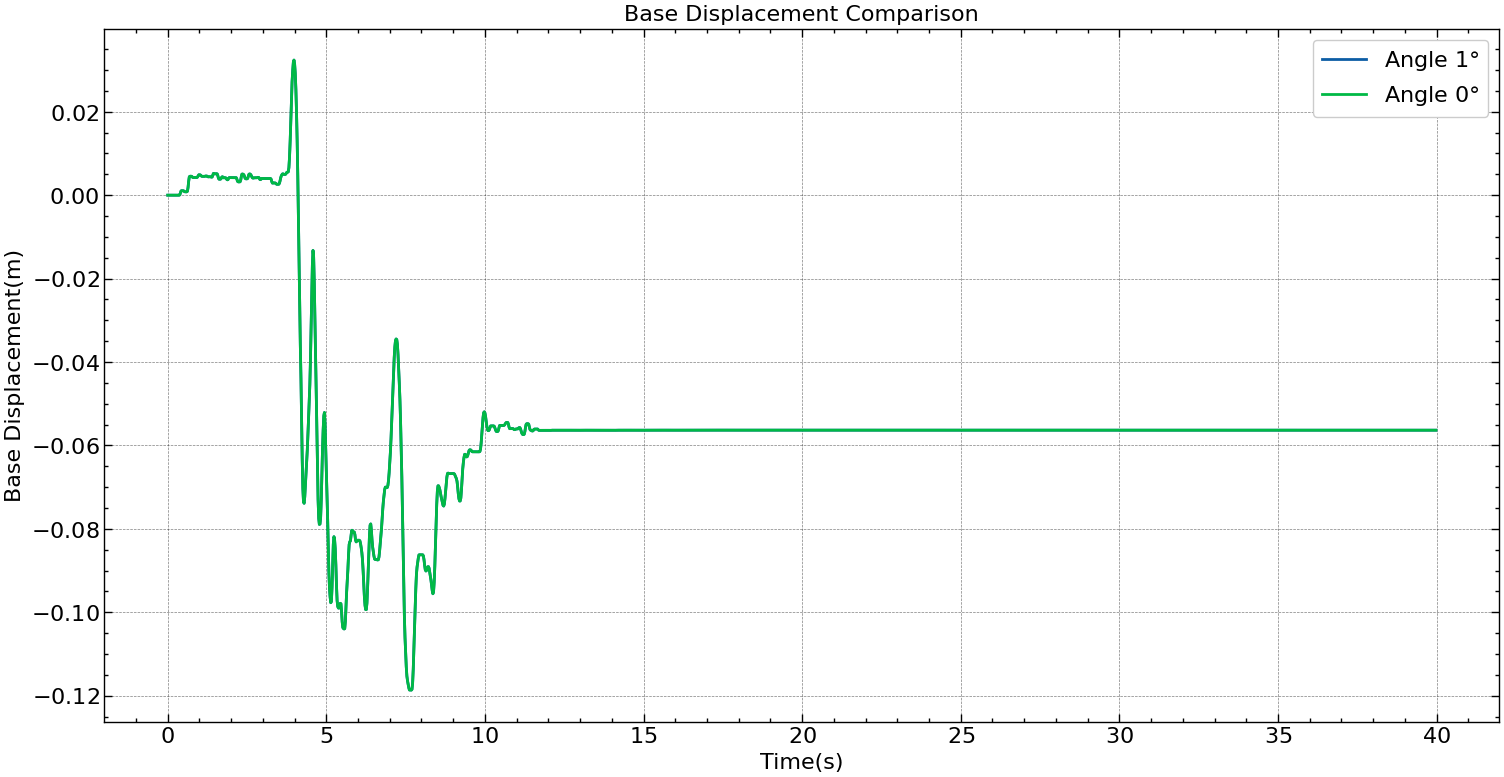 Base Displacement Comparison
Angle 1°
Angle 0°
0.02
0.00
−0.02
−0.04
−0.06
−0.08
−0.10
−0.12
Base Displacement(m)
0 5 10 15 20 25 30 35 40
Time(s)